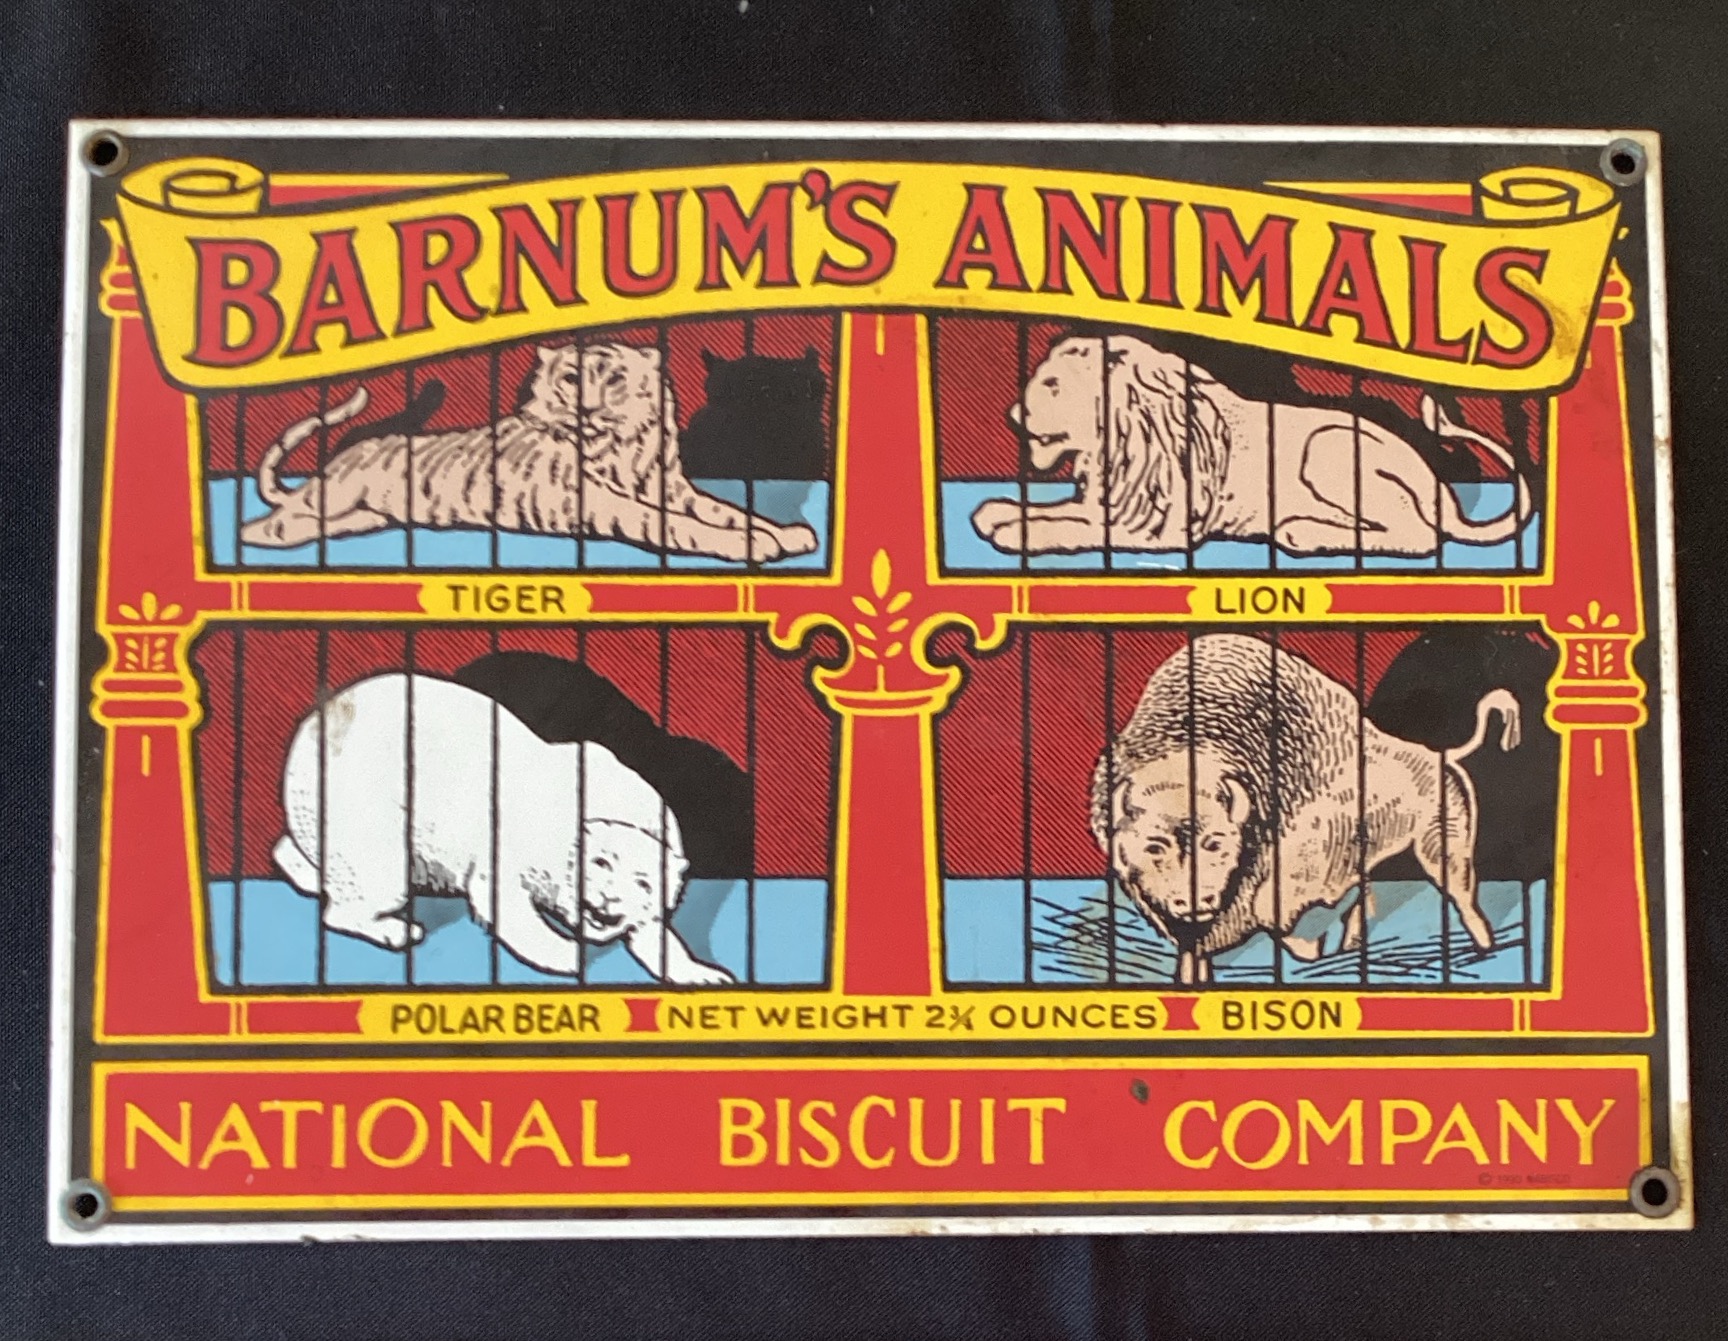 BARNUM'S ANIMALS
TIGER
LION
POLAR BEAR NET WEIGHT 2¾ OUNCES BISON
NATIONAL BISCUIT COMPANY